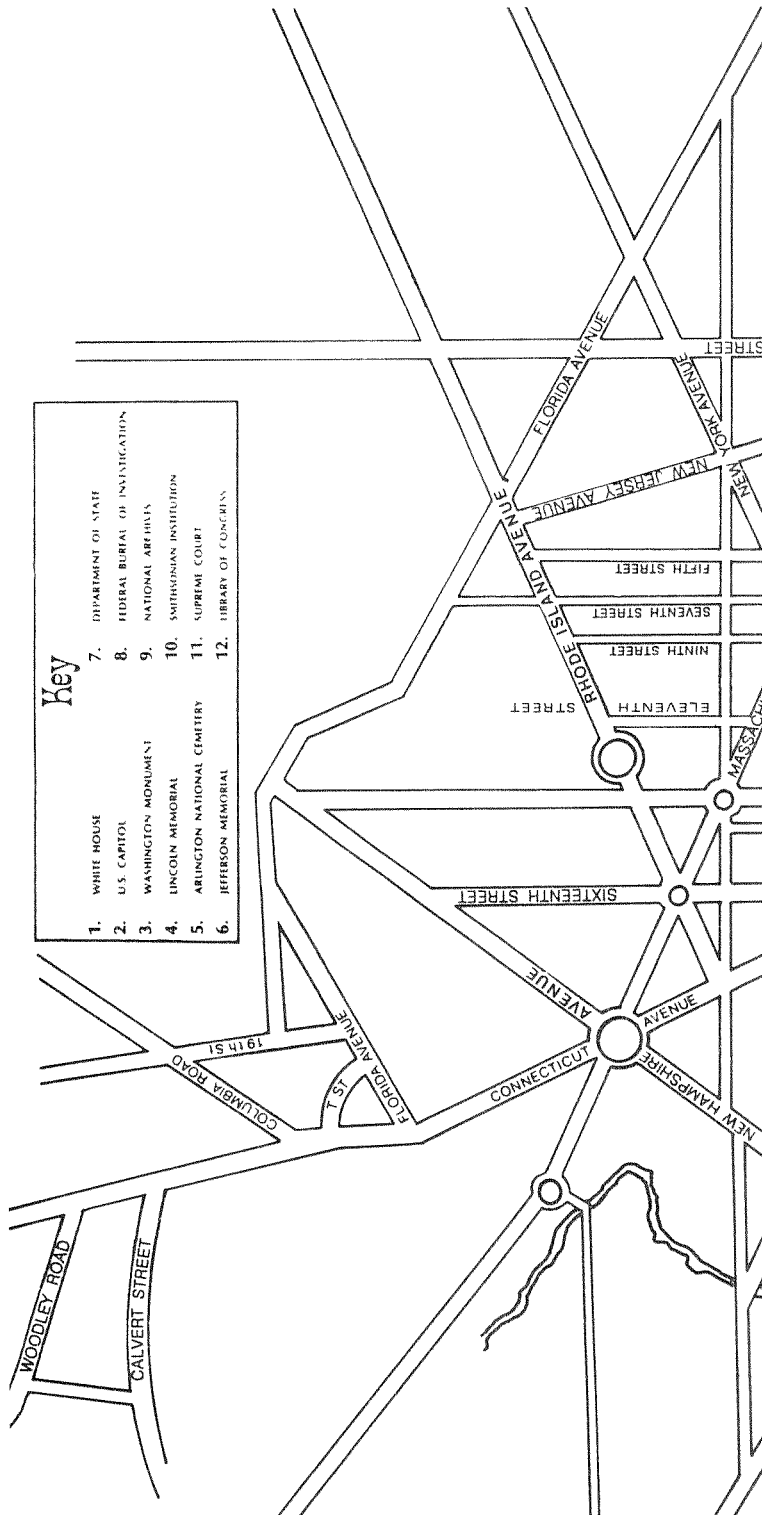 Key
1. WHITE HOUSE
2. U.S. CAPITOL
3. WASHINGTON MONUMENT
4. LINCOLN MEMORIAL
5. ARLINGTON NATIONAL CEMETERY
6. JEFFERSON MEMORIAL
7. DEPARTMENT OF STATE
8. FEDERAL BUREAU OF INVESTIGATION
9. NATIONAL ARCHIVES
10. SMITHSONIAN INSTITUTION
11. SUPREME COURT
12. LIBRARY OF CONGRESS
WOODLEY ROAD
CALVERT STREET
COLUMBIA ROAD
19th St
T ST
FLORIDA AVENUE
CONNECTICUT
AVENUE
NEW HAMPSHIRE
AVENUE
SIXTEENTH STREET
ELEVENTH
STREET
RHODE ISLAND AVENUE
NINTH STREET
SEVENTH STREET
FIFTH STREET
NEW JERSEY AVENUE
FLORIDA AVENUE
NEW YORK AVENUE
NEW
STREET